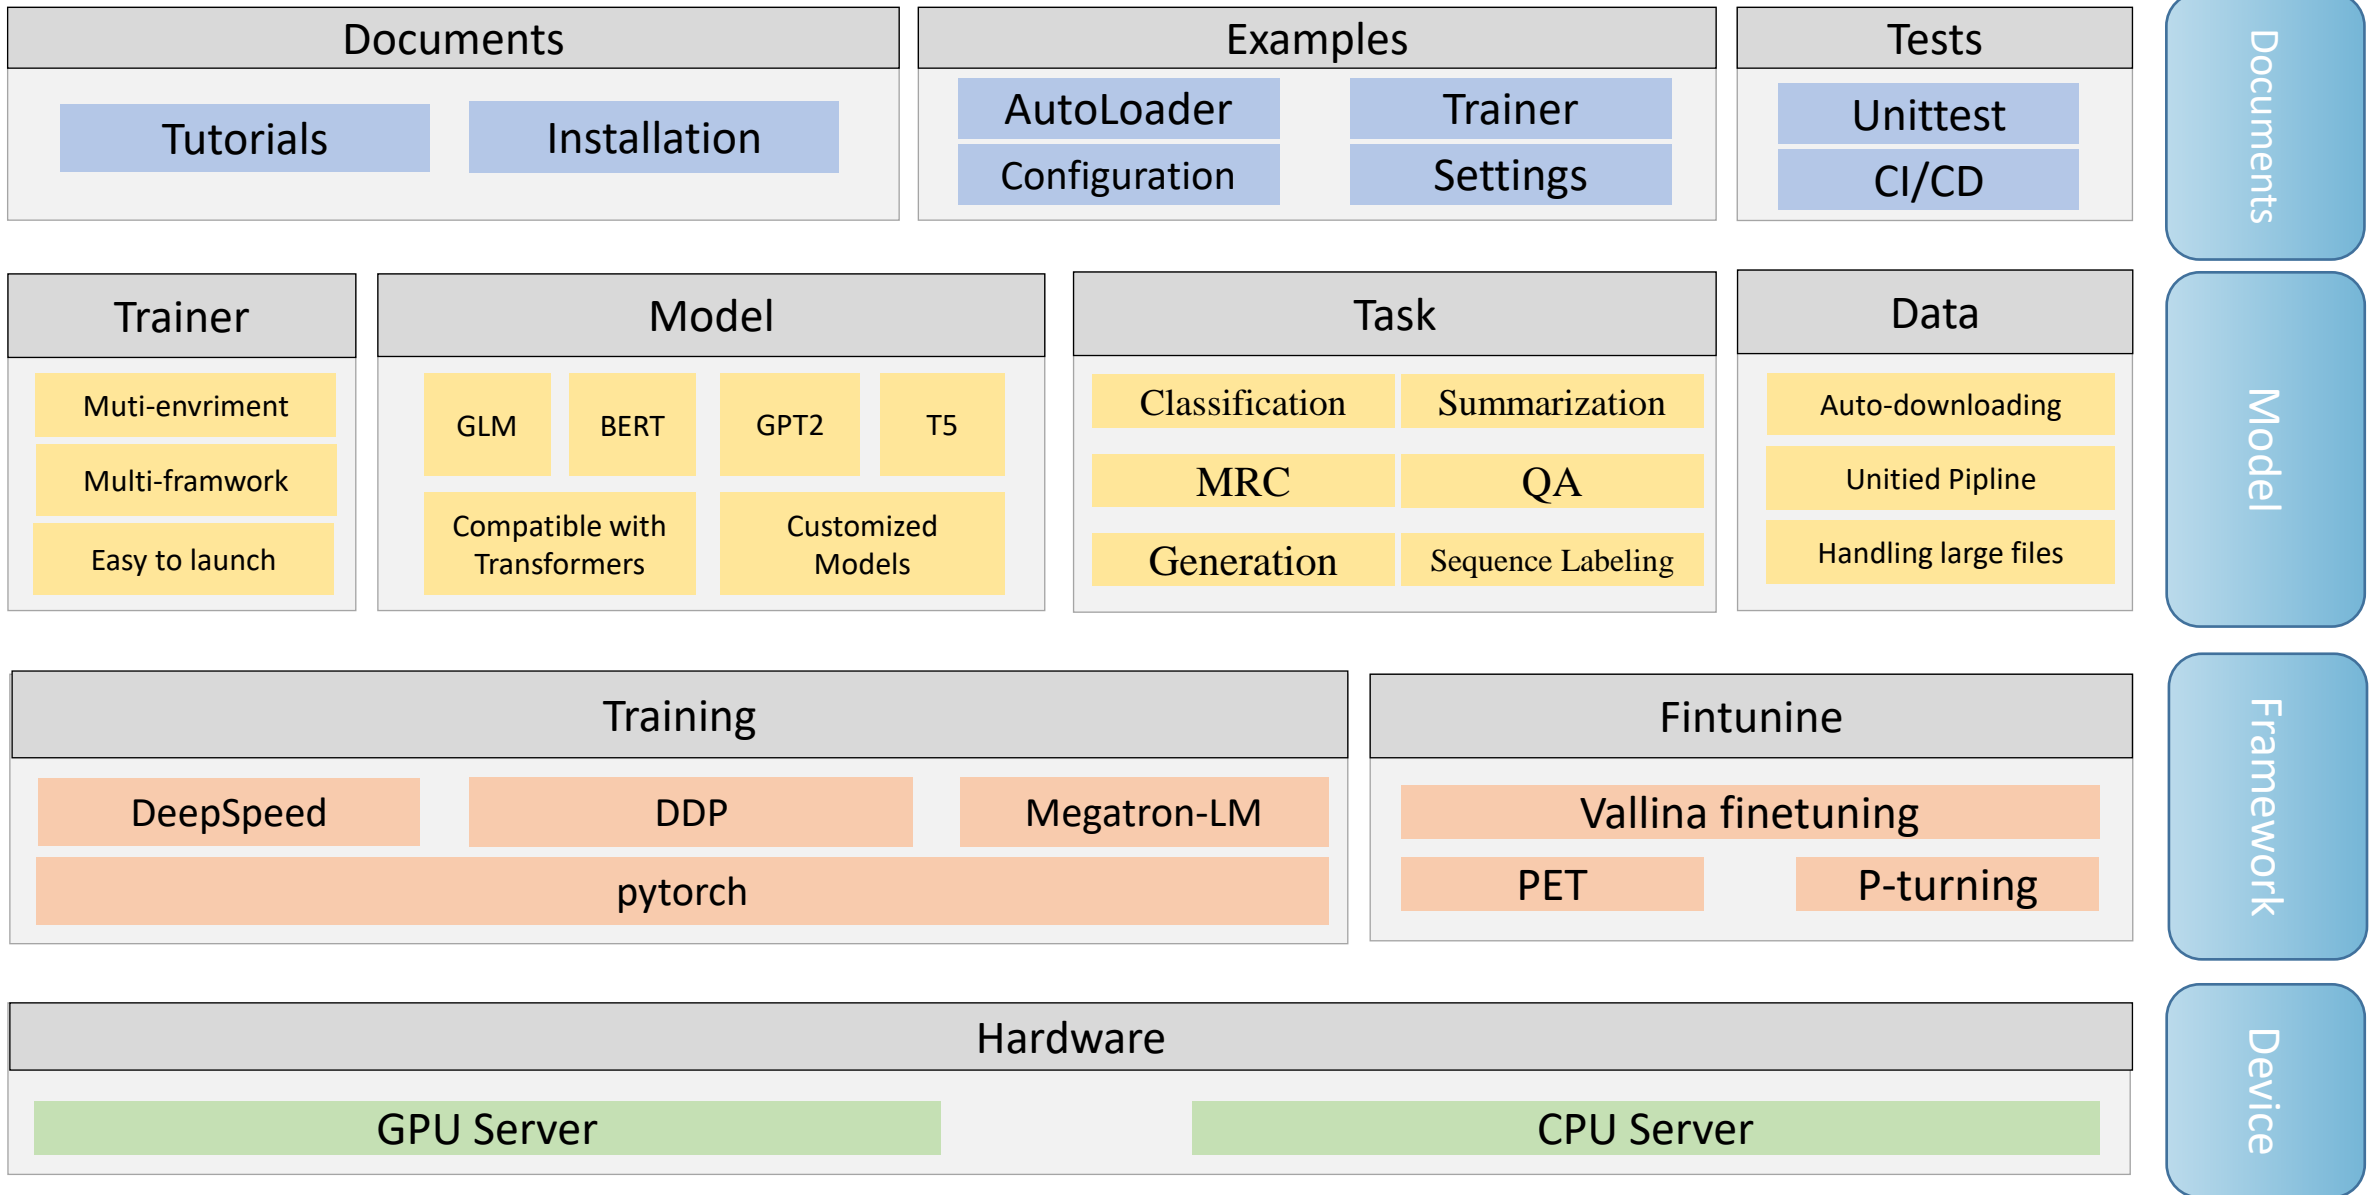 Documents
Examples
Tests
Documents
Tutorials
Installation
AutoLoader
Trainer
Configuration
Settings
Unittest
CI/CD
Trainer
Model
Task
Data
Model
Muti-envriment
Multi-framwork
Easy to launch
GLM
BERT
GPT2
T5
Compatible with
Transformers
Customized
Models
Classification
Summarization
MRC
QA
Generation
Sequence Labeling
Auto-downloading
Unitied Pipline
Handling large files
Training
Fintunine
Framework
DeepSpeed
DDP
Megatron-LM
pytorch
Vallina finetuning
PET
P-turning
Hardware
Device
GPU Server
CPU Server